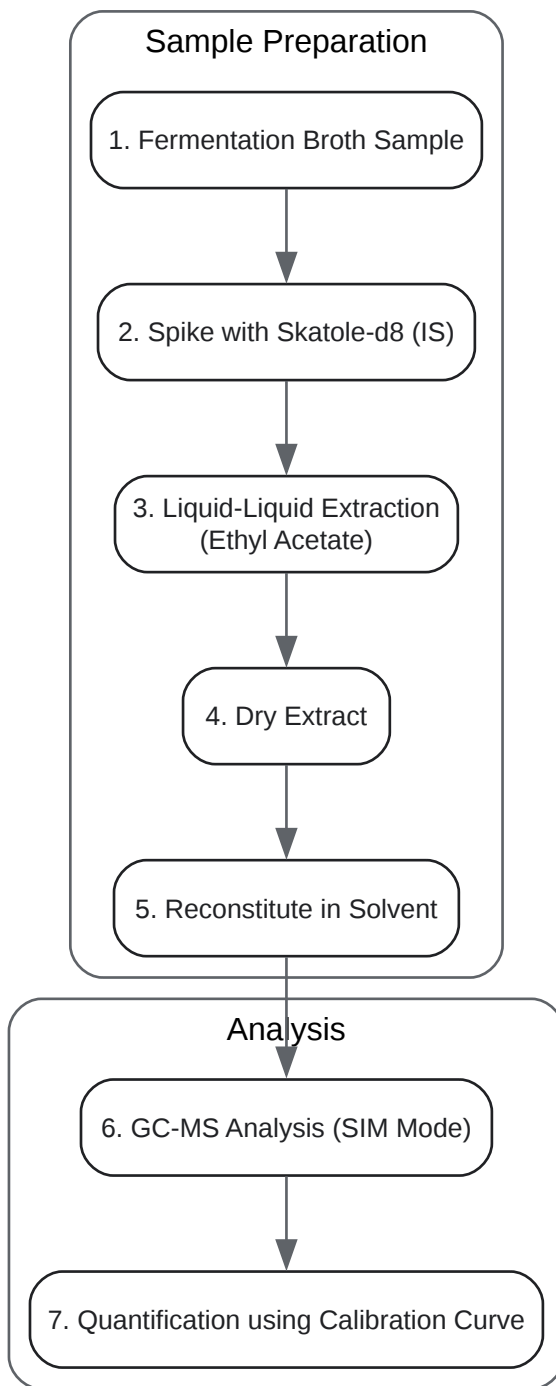 Sample Preparation
1. Fermentation Broth Sample
2. Spike with Skatole-d8 (IS)
3. Liquid-Liquid Extraction
(Ethyl Acetate)
4. Dry Extract
5. Reconstitute in Solvent
Analysis
6. GC-MS Analysis (SIM Mode)
7. Quantification using Calibration Curve